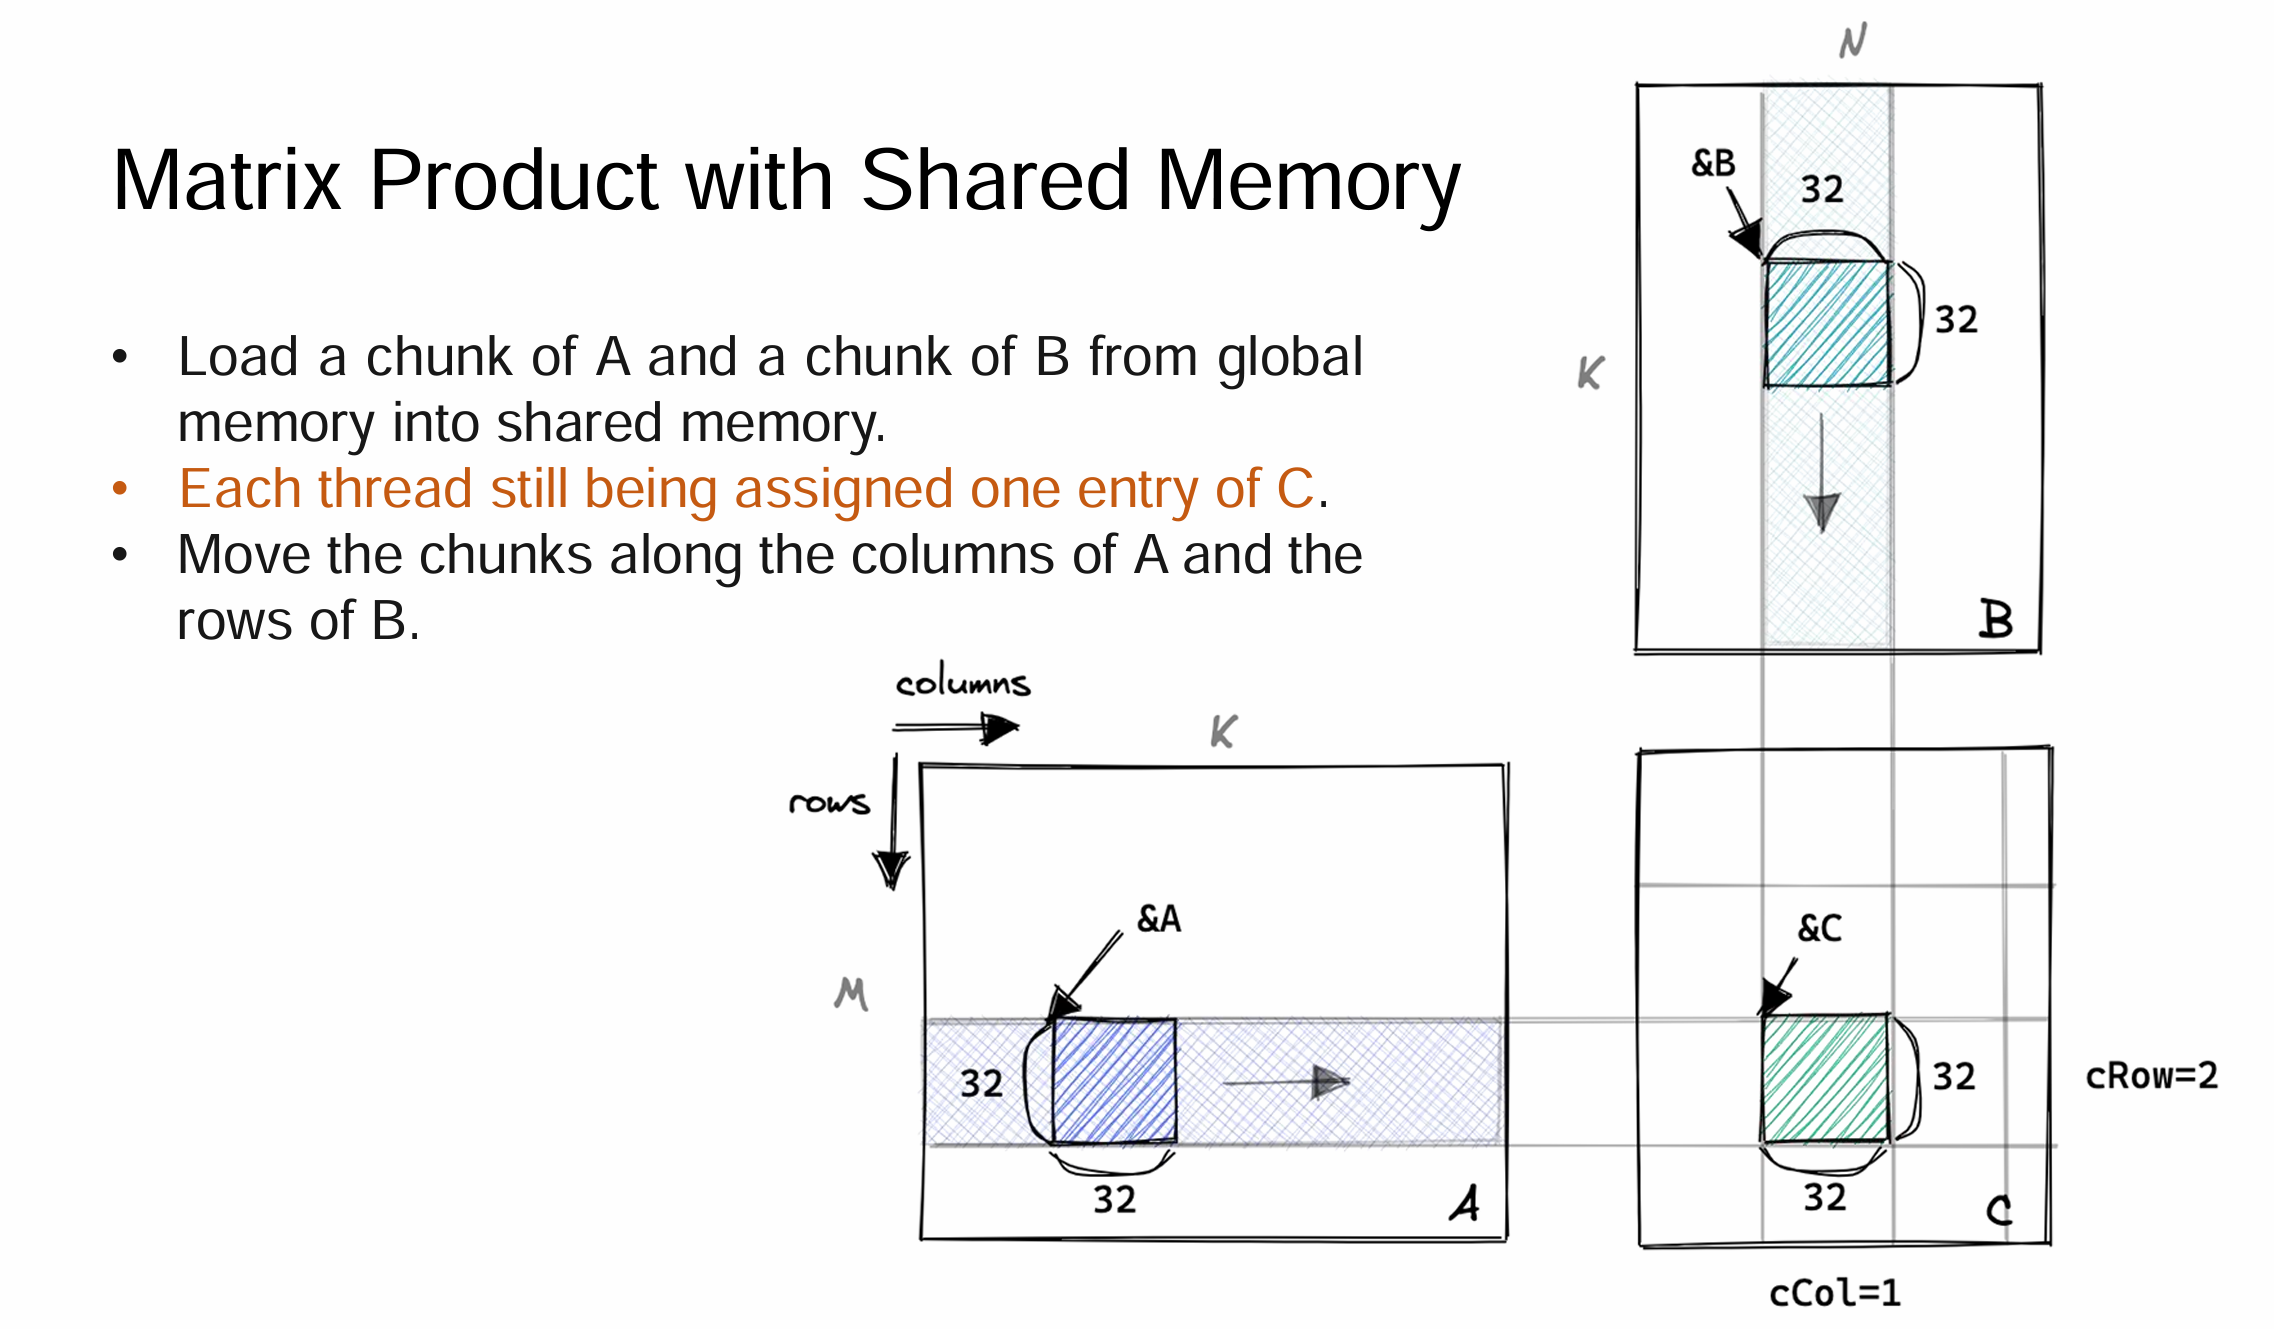 Matrix Product with Shared Memory
• Load a chunk of A and a chunk of B from global
memory into shared memory.
• Each thread still being assigned one entry of C.
• Move the chunks along the columns of A and the
rows of B.
N
&B
32
32
K
B
columns
rows
K
&A
M
32
32
A
&C
32
cRow=2
32
C
cCol=1